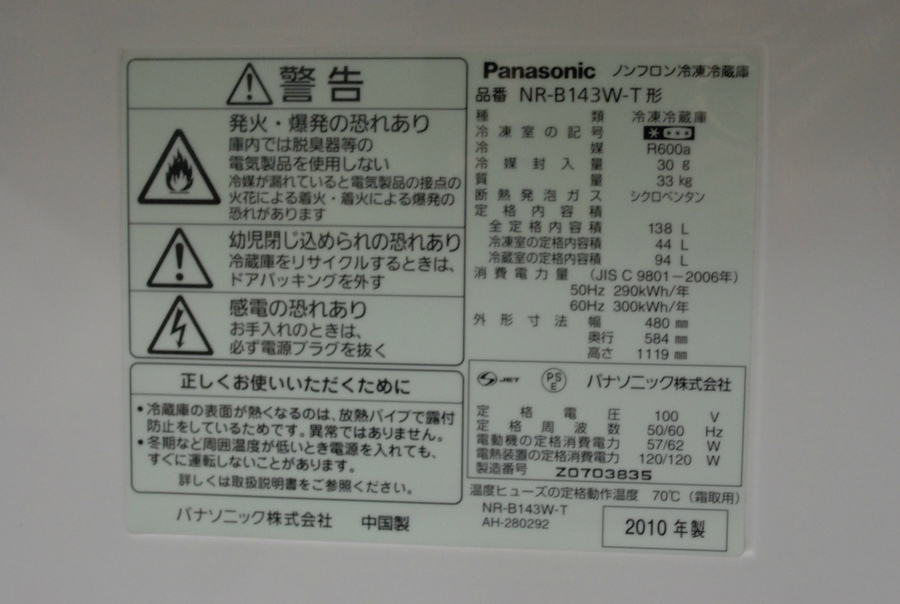 警告
発火・爆発の恐れあり
庫内では脱臭器等の
電気製品を使用しない
冷媒が漏れていると電気製品の接点の
火花による着火・着火による爆発の
恐れがあります
幼児閉じ込められの恐れあり
冷蔵庫をリサイクルするときは、
ドアパッキングを外す
感電の恐れあり
お手入れのときは、
必ず電源プラグを抜く
正しくお使いいただくために
・冷蔵庫の表面が熱くなるのは、放熱パイプで露付
防止をしているためです。異常ではありません。
・冬期など周囲温度が低いとき電源を入れても、
すぐに運転しないことがあります。
詳しくは取扱説明書をご参照ください。
パナソニック株式会社 中国製
Panasonic ノンフロン冷凍冷蔵庫
品番 NR-B143W-T形
種類 冷凍冷蔵庫
冷凍室の記号
冷媒 R600a
冷媒封入量 30 g
質量 33 kg
断熱発泡ガス シクロペンタン
定格内容積
全定格内容積 138 L
冷凍室の定格内容積 44 L
冷蔵室の定格内容積 94 L
消費電力量 (JIS C 9801-2006年)
50Hz 290kWh/年
60Hz 300kWh/年
外形寸法 幅 480 ㎜
奥行 584 ㎜
高さ 1119 ㎜
JET PSE パナソニック株式会社
定格電圧 100 V
定格周波数 50/60 Hz
電動機の定格消費電力 57/62 W
電熱装置の定格消費電力 120/120 W
製造番号 Z0703835
温度ヒューズの定格動作温度 70℃(霜取用)
NR-B143W-T
AH-280292
2010年製